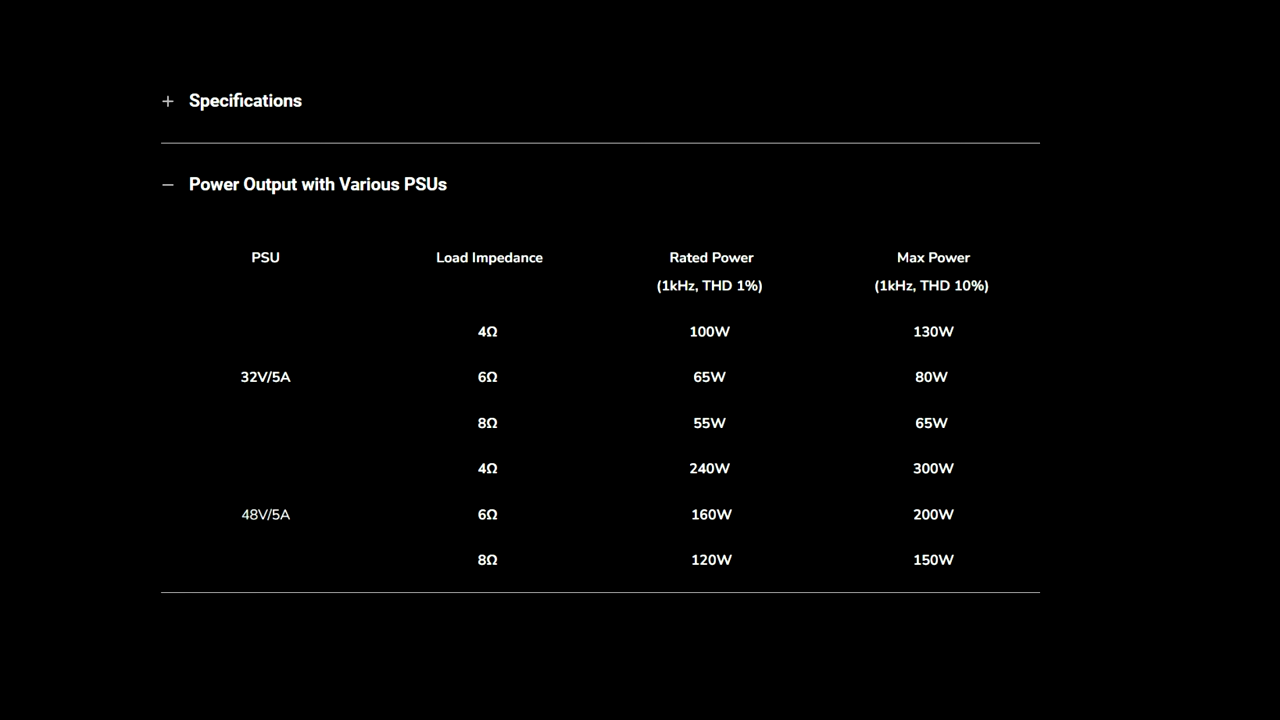 + Specifications
− Power Output with Various PSUs
PSU Load Impedance Rated Power Max Power
(1kHz, THD 1%) (1kHz, THD 10%)
4Ω 100W 130W
32V/5A 6Ω 65W 80W
8Ω 55W 65W
4Ω 240W 300W
48V/5A 6Ω 160W 200W
8Ω 120W 150W